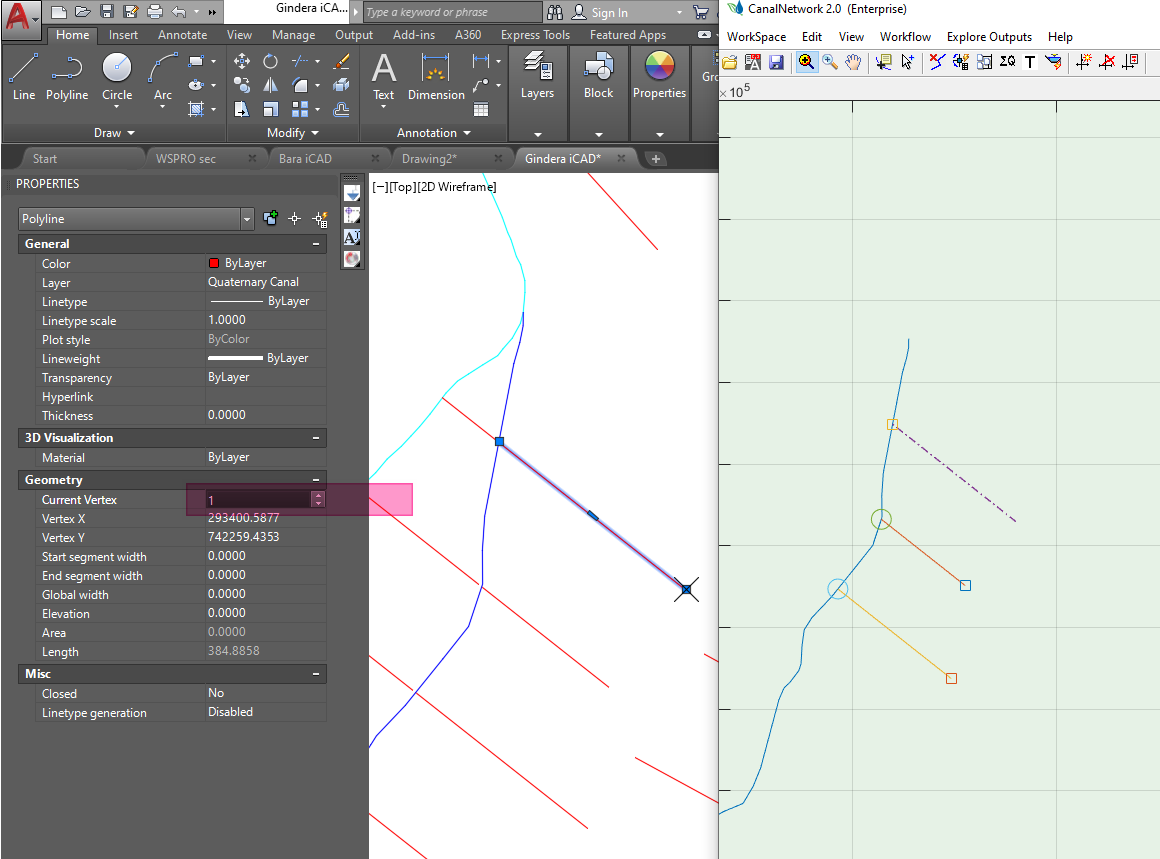 Gindera iCA...
Type a keyword or phrase
Sign In
Home Insert Annotate View Manage Output Add-ins A360 Express Tools Featured Apps
Line Polyline Circle Arc
Text Dimension
Layers
Block
Properties
Gro
Draw
Modify
Annotation
Start
WSPRO sec
Bara iCAD
Drawing2*
Gindera iCAD*
PROPERTIES
Polyline
General
Color ByLayer
Layer Quaternary Canal
Linetype ByLayer
Linetype scale 1.0000
Plot style ByColor
Lineweight ByLayer
Transparency ByLayer
Hyperlink
Thickness 0.0000
3D Visualization
Material ByLayer
Geometry
Current Vertex 1
Vertex X 293400.5877
Vertex Y 742259.4353
Start segment width 0.0000
End segment width 0.0000
Global width 0.0000
Elevation 0.0000
Area 0.0000
Length 384.8858
Misc
Closed No
Linetype generation Disabled
[−][Top][2D Wireframe]
CanalNetwork 2.0 (Enterprise)
WorkSpace Edit View Workflow Explore Outputs Help
ΣQ T
× 10⁵